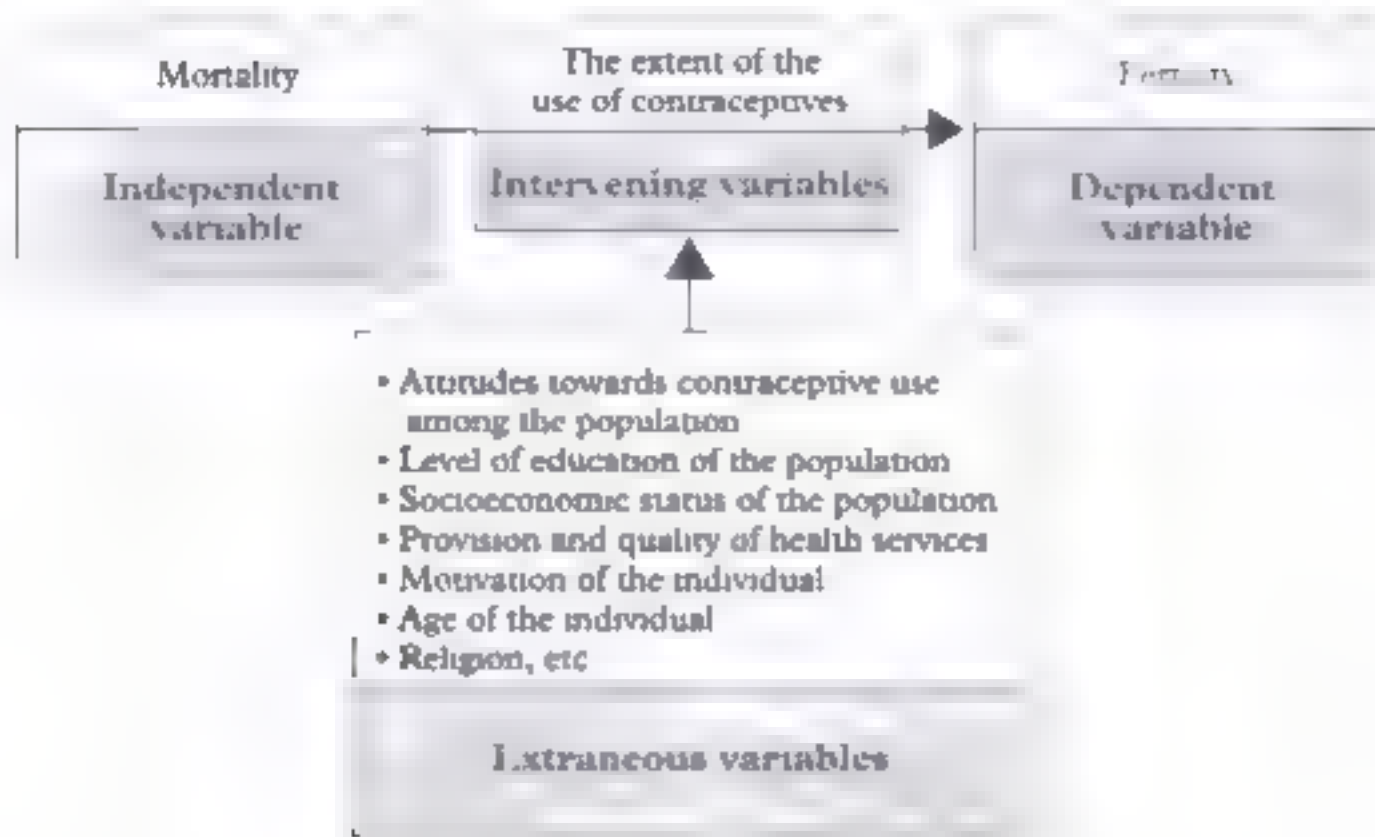 Mortality
Independent
variable
The extent of the
use of contraceptives
Intervening variables
Dependent
variable
• Attitudes towards contraceptive use
among the population
• Level of education of the population
• Socioeconomic status of the population
• Provision and quality of health services
• Motivation of the individual
• Age of the individual
• Religion, etc
Extraneous variables